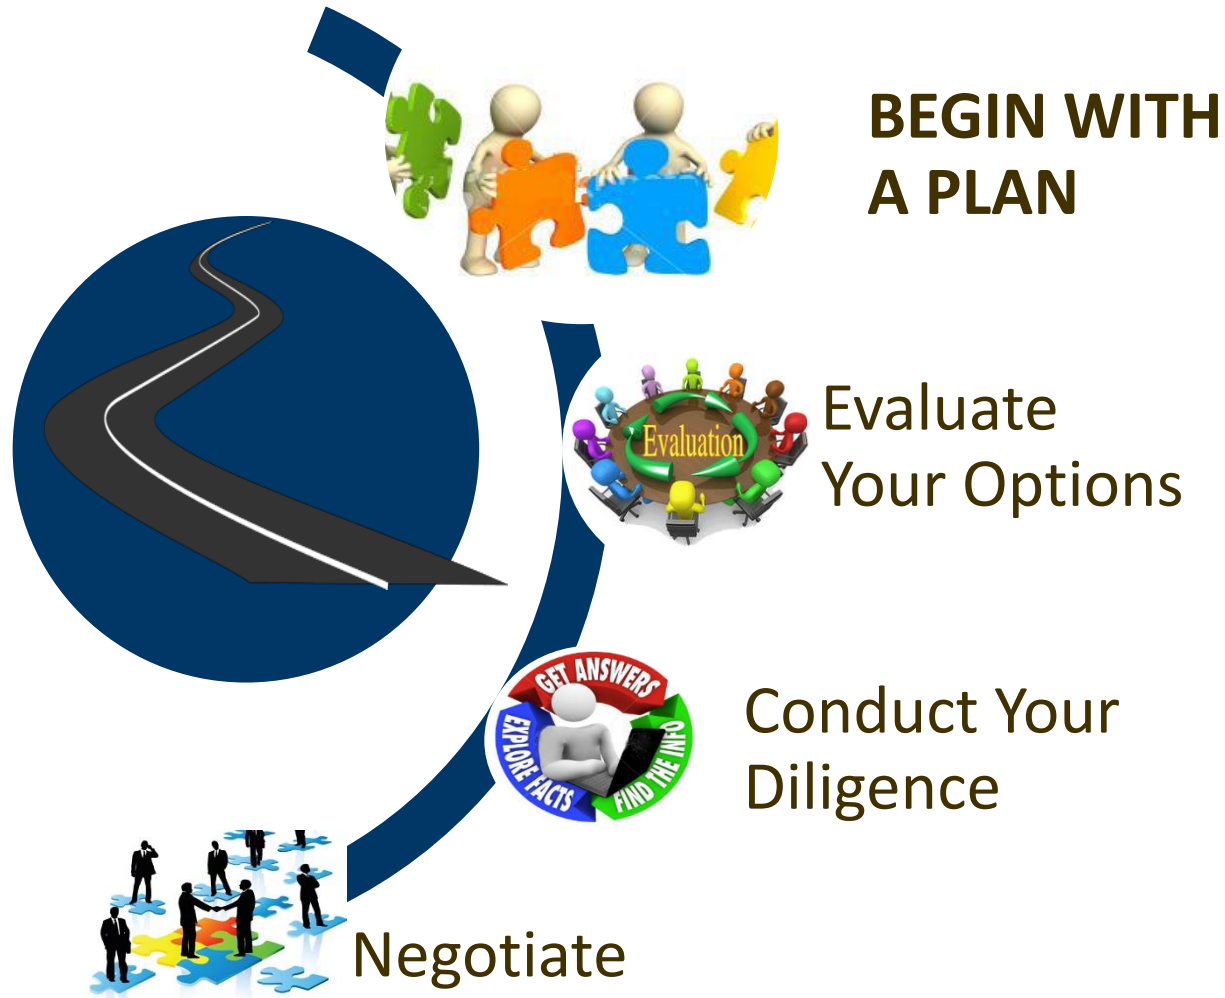 BEGIN WITH
A PLAN
Evaluation
Evaluate
Your Options
GET ANSWERS
EXPLORE FACTS
FIND THE INFO
Conduct Your
Diligence
Negotiate